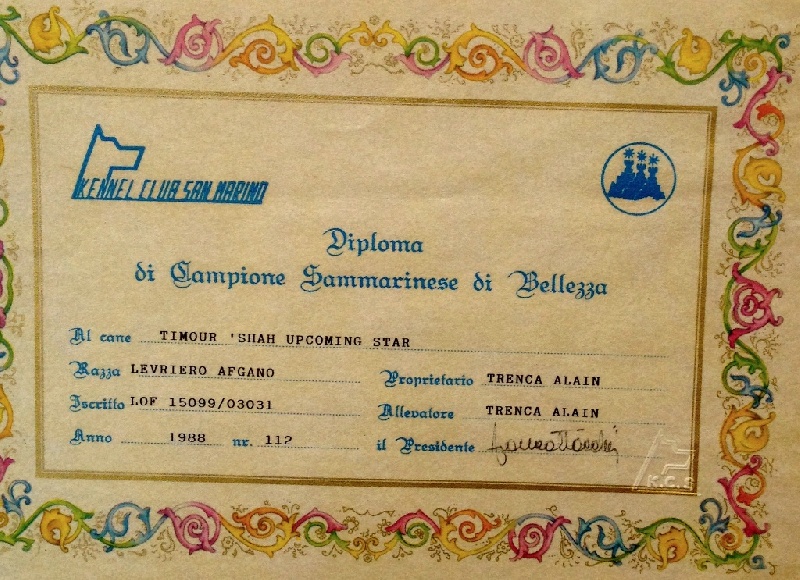 KENNEL CLUB SAN MARINO
Diploma
di Campione Sammarinese di Bellezza
Al cane TIMOUR 'SHAH UPCOMING STAR
Razza LEVRIERO AFGANO
Proprietario TRENCA ALAIN
Iscritto LOF 15099/03031
Allevatore TRENCA ALAIN
Anno 1988 nr. 112
il Presidente
K.C.S